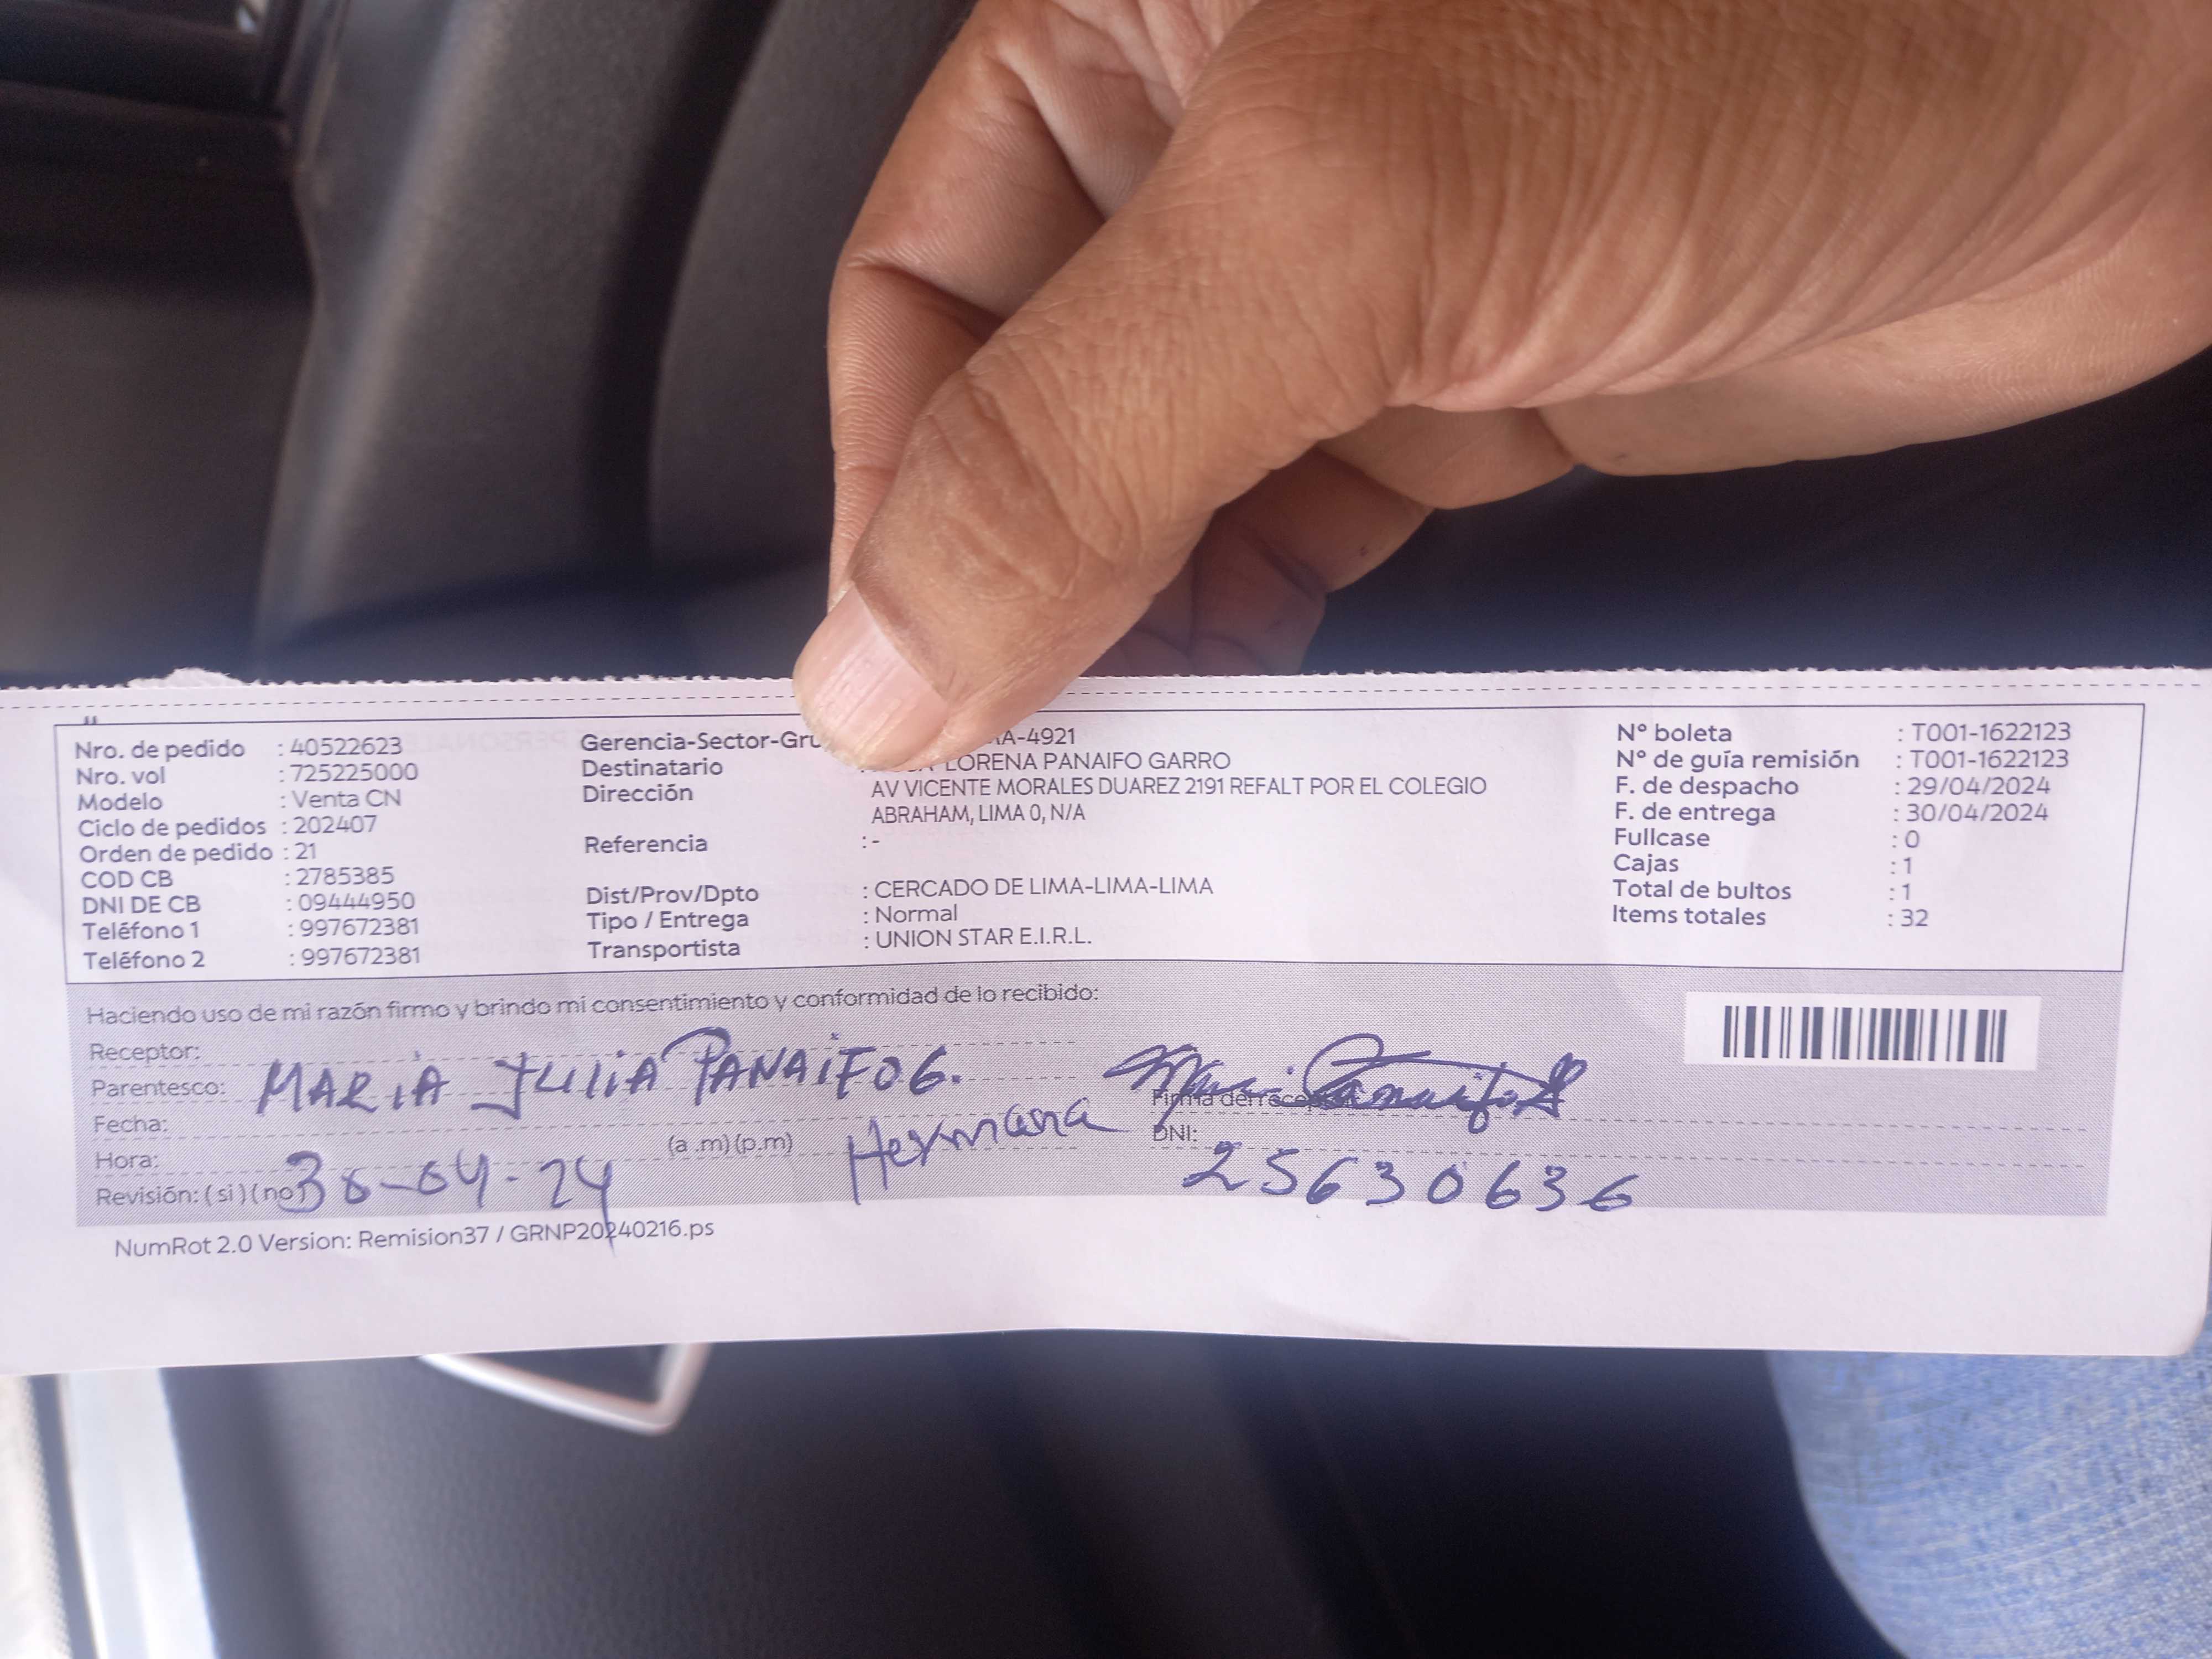 Nro. de pedido : 40522623
Nro. vol : 725225000
Modelo : Venta CN
Ciclo de pedidos : 202407
Orden de pedido : 21
COD CB : 2785385
DNI DE CB : 09444950
Teléfono 1 : 997672381
Teléfono 2 : 997672381
Gerencia-Sector-Gru A-4921
Destinatario : LORENA PANAIFO GARRO
Dirección AV VICENTE MORALES DUAREZ 2191 REFALT POR EL COLEGIO
ABRAHAM, LIMA 0, N/A
Referencia : -
Dist/Prov/Dpto : CERCADO DE LIMA-LIMA-LIMA
Tipo / Entrega : Normal
Transportista : UNION STAR E.I.R.L.
Nº boleta : T001-1622123
Nº de guía remisión : T001-1622123
F. de despacho : 29/04/2024
F. de entrega : 30/04/2024
Fullcase : 0
Cajas : 1
Total de bultos : 1
Items totales : 32
Haciendo uso de mi razón firmo y brindo mi consentimiento y conformidad de lo recibido:
Receptor:
Parentesco: MARIA JULIA PANAIFO G.
Fecha: Hermana
Firma del receptor
Hora: (a .m) (p.m) DNI:
Revisión: ( si ) ( no ) 30-04-24 25630636
NumRot 2.0 Version: Remision37 / GRNP20240216.ps